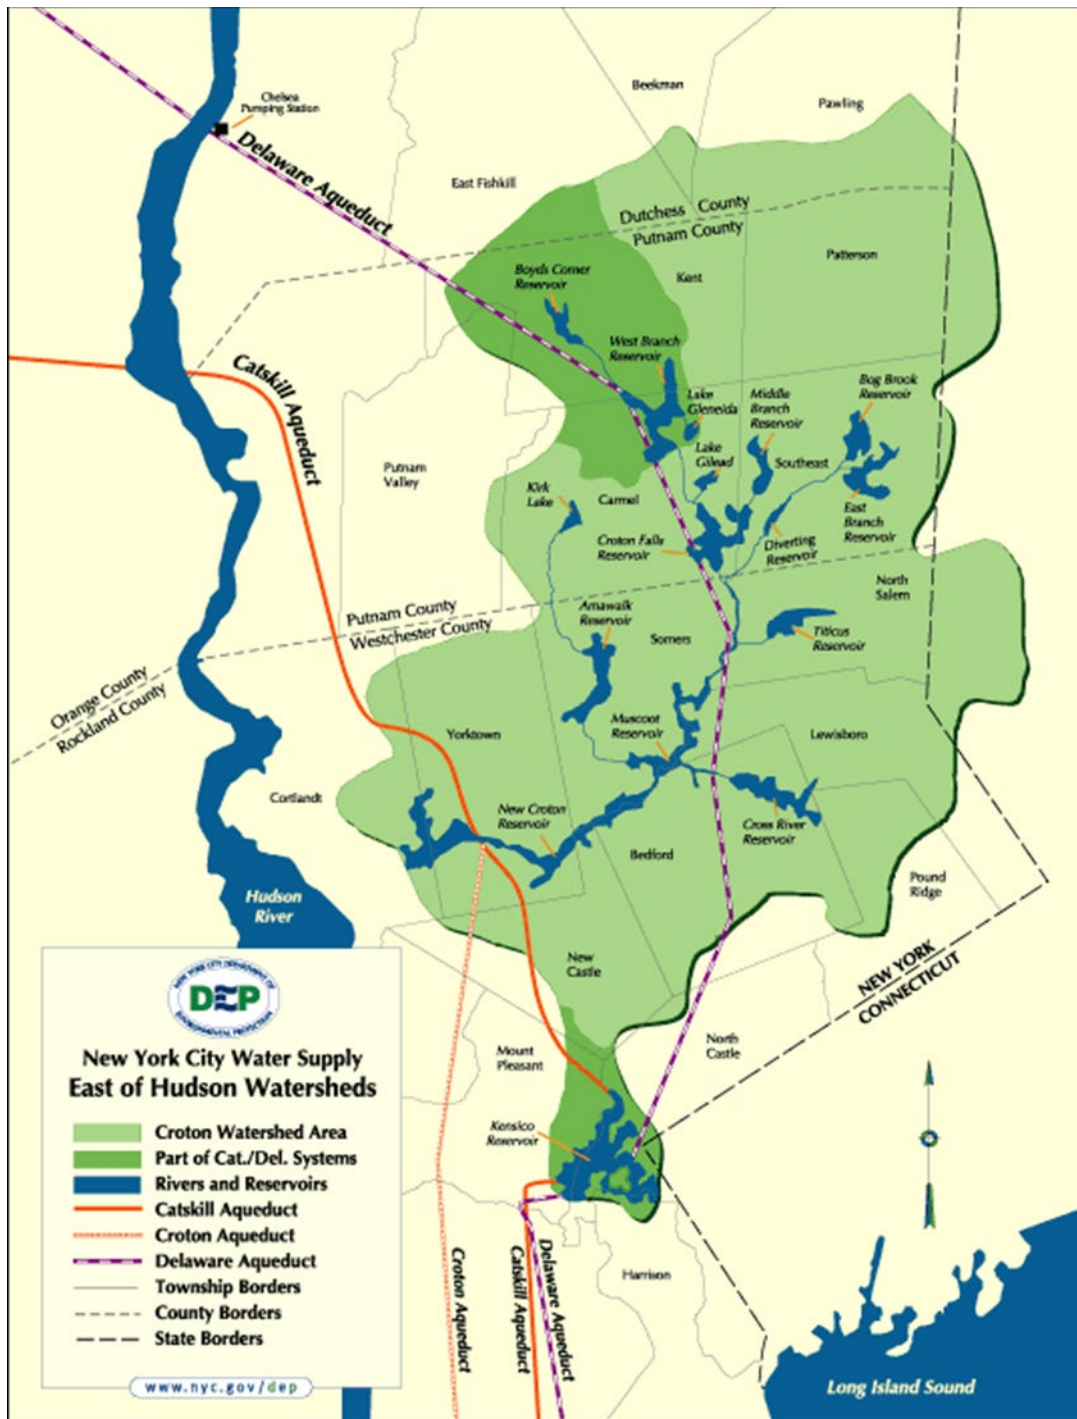 Beekman
Pawling
Chelsea
Pumping Station
Delaware Aqueduct
East Fishkill
Dutchess County
Putnam County
Patterson
Kent
Boyds Corner
Reservoir
West Branch
Reservoir
Catskill Aqueduct
Lake
Gleneida
Middle
Branch
Reservoir
Bog Brook
Reservoir
Putnam
Valley
Lake
Gilead
Southeast
Kirk
Lake
Carmel
East
Branch
Reservoir
Croton Falls
Reservoir
Diverting
Reservoir
North
Salem
Putnam County
Westchester County
Amawalk
Reservoir
Somers
Titicus
Reservoir
Orange County
Rockland County
Muscoot
Reservoir
Yorktown
Lewisboro
Cortlandt
New Croton
Reservoir
Cross River
Reservoir
Bedford
Pound
Ridge
Hudson
River
New
Castle
NEW YORK
CONNECTICUT
North
Castle
Mount
Pleasant
Kensico
Reservoir
Harrison
Croton Aqueduct
Catskill Aqueduct
Delaware Aqueduct
Long Island Sound
NEW YORK CITY DEPARTMENT OF
DEP
ENVIRONMENTAL PROTECTION
New York City Water Supply
East of Hudson Watersheds
Croton Watershed Area
Part of Cat./Del. Systems
Rivers and Reservoirs
Catskill Aqueduct
Croton Aqueduct
Delaware Aqueduct
Township Borders
County Borders
State Borders
www.nyc.gov/dep